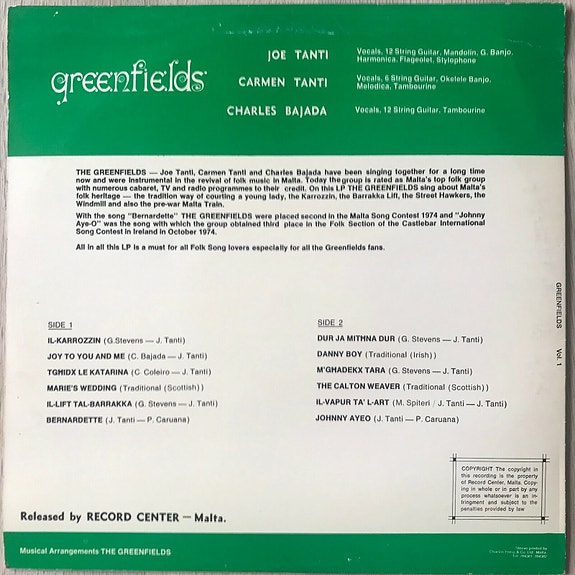 greenfields
JOE TANTI
Vocals, 12 String Guitar, Mandolin, G. Banjo,
Harmonica, Flageolet, Stylophone
CARMEN TANTI
Vocals, 6 String Guitar, Okelele Banjo,
Melodica, Tambourine
CHARLES BAJADA
Vocals, 12 String Guitar, Tambourine
THE GREENFIELDS — Joe Tanti, Carmen Tanti and Charles Bajada have been singing together for a long time
now and were instrumental in the revival of folk music in Malta. Today the group is rated as Malta's top folk group
with numerous cabaret, TV and radio programmes to their credit. On this LP THE GREENFIELDS sing about Malta's
folk heritage — the tradition way of courting a young lady, the Karrozzin, the Barrakka Lift, the Street Hawkers, the
Windmill and also the pre-war Malta Train.
With the song "Bernardette" THE GREENFIELDS were placed second in the Malta Song Contest 1974 and "Johnny
Aye-O" was the song with which the group obtained third place in the Folk Section of the Castlebar International
Song Contest in Ireland in October 1974.
All in all this LP is a must for all Folk Song lovers especially for all the Greenfields fans.
SIDE 1
IL-KARROZZIN (G.Stevens — J. Tanti)
JOY TO YOU AND ME (C. Bajada — J. Tanti)
TGMIDX LE KATARINA (C. Coleiro — J. Tanti)
MARIE'S WEDDING (Traditional (Scottish))
IL-LIFT TAL-BARRAKKA (G. Stevens — J. Tanti)
BERNARDETTE (J. Tanti — P. Caruana)
SIDE 2
DUR JA MITHNA DUR (G. Stevens — J. Tanti)
DANNY BOY (Traditional (Irish))
M'GHADEKX TARA (G. Stevens — J. Tanti)
THE CALTON WEAVER (Traditional (Scottish))
IL-VAPUR TA' L-ART (M. Spiteri / J. Tanti — J. Tanti)
JOHNNY AYEO (J. Tanti — P. Caruana)
GREENFIELDS Vol. 1
COPYRIGHT The copyright in
this recording is the property
of Record Center, Malta. Copy-
ing in whole or in part by any
process whatsoever is an in-
fringment and subject to the
penalties provided by law
Released by RECORD CENTER — Malta.
Musical Arrangements THE GREENFIELDS